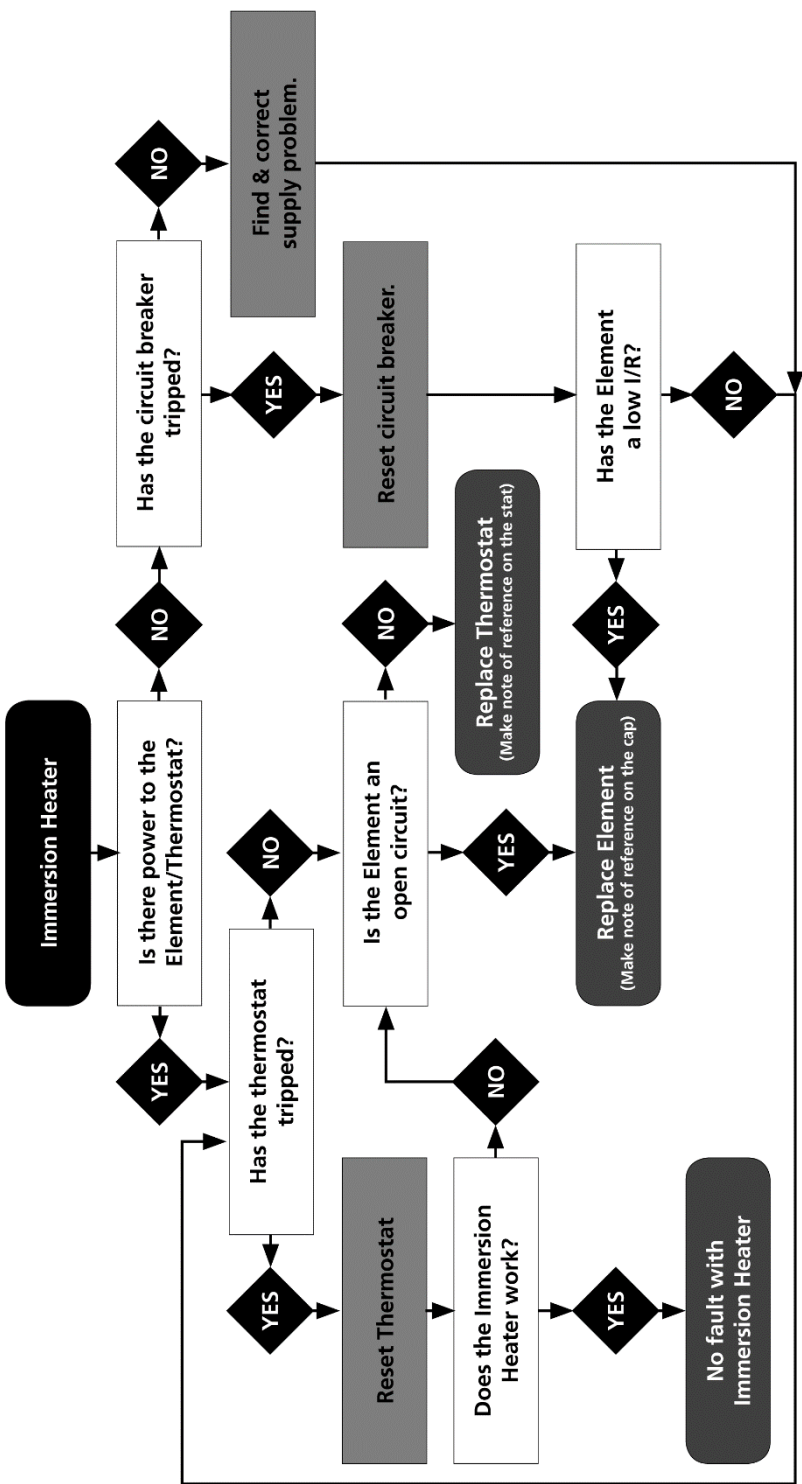 Immersion Heater
Is there power to the
Element/Thermostat?
YES
NO
Has the circuit breaker
tripped?
NO
Find & correct
supply problem.
YES
Reset circuit breaker.
Has the Element
a low I/R?
NO
YES
Has the thermostat
tripped?
NO
Is the Element an
open circuit?
NO
Replace Thermostat
(Make note of reference on the stat)
YES
Replace Element
(Make note of reference on the cap)
YES
Reset Thermostat
Does the Immersion
Heater work?
NO
YES
No fault with
Immersion Heater